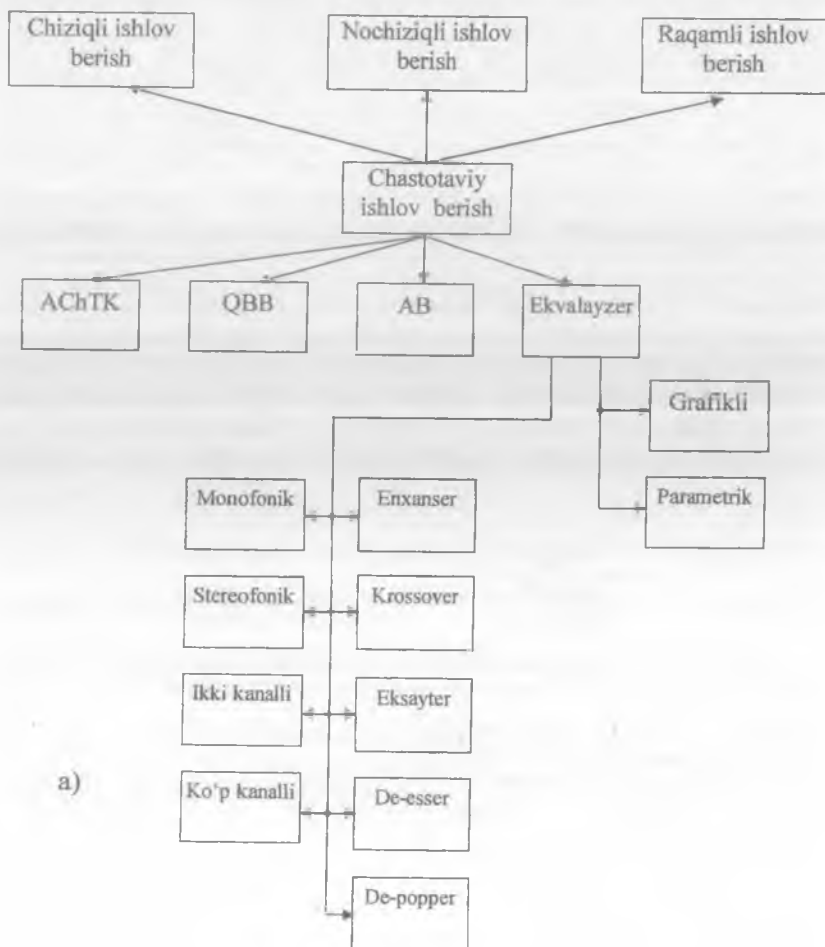 Chiziqli ishlov
berish
Nochiziqli ishlov
berish
Raqamli ishlov
berish
Chastotaviy
ishlov berish
AChTK
QBB
AB
Ekvalayzer
Grafikli
Parametrik
Monofonik
Enxanser
Stereofonik
Krossover
Ikki kanalli
Eksayter
a)
Ko'p kanalli
De-esser
De-popper